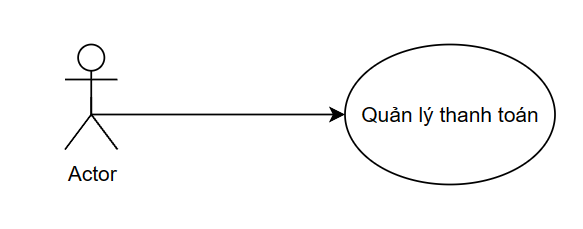 Quản lý thanh toán
Actor